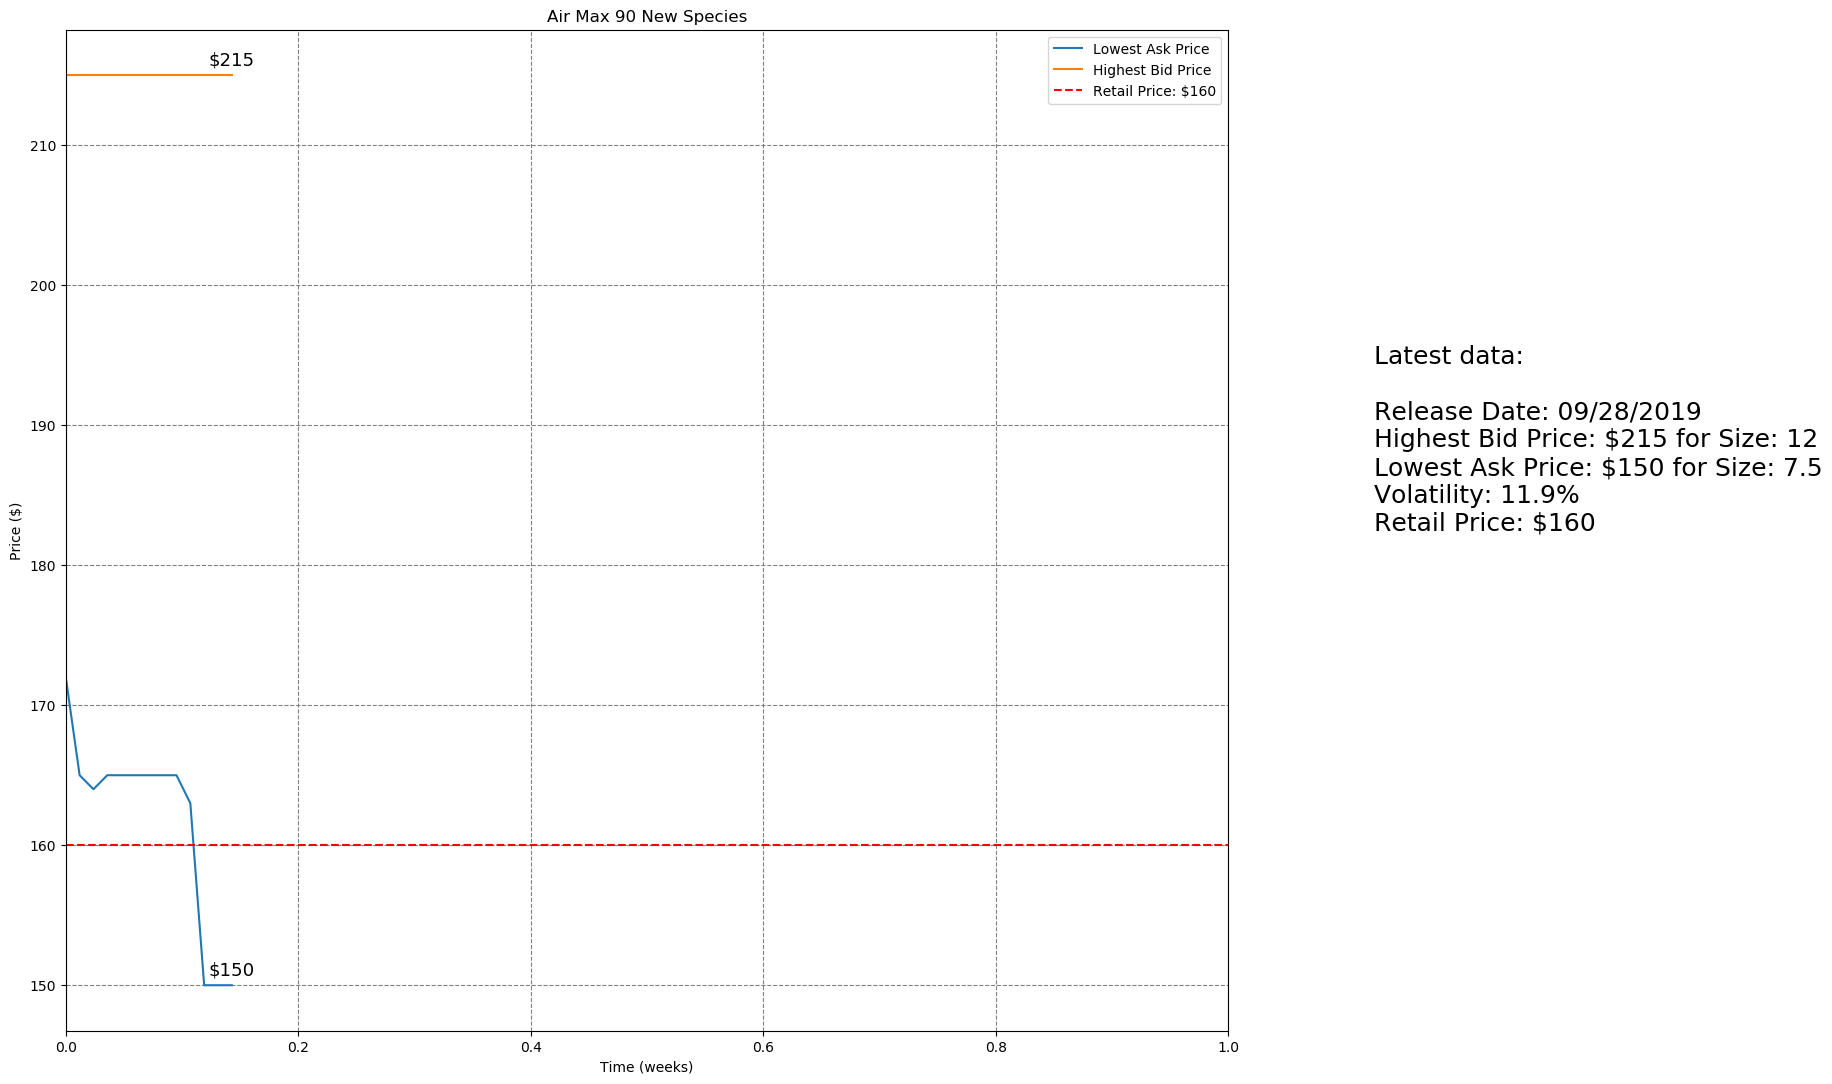 Air Max 90 New Species
$215
Lowest Ask Price
Highest Bid Price
Retail Price: $160
210
200
190
180
170
160
150
Price ($)
$150
0.0
0.2
0.4
0.6
0.8
1.0
Time (weeks)
Latest data:
Release Date: 09/28/2019
Highest Bid Price: $215 for Size: 12
Lowest Ask Price: $150 for Size: 7.5
Volatility: 11.9%
Retail Price: $160